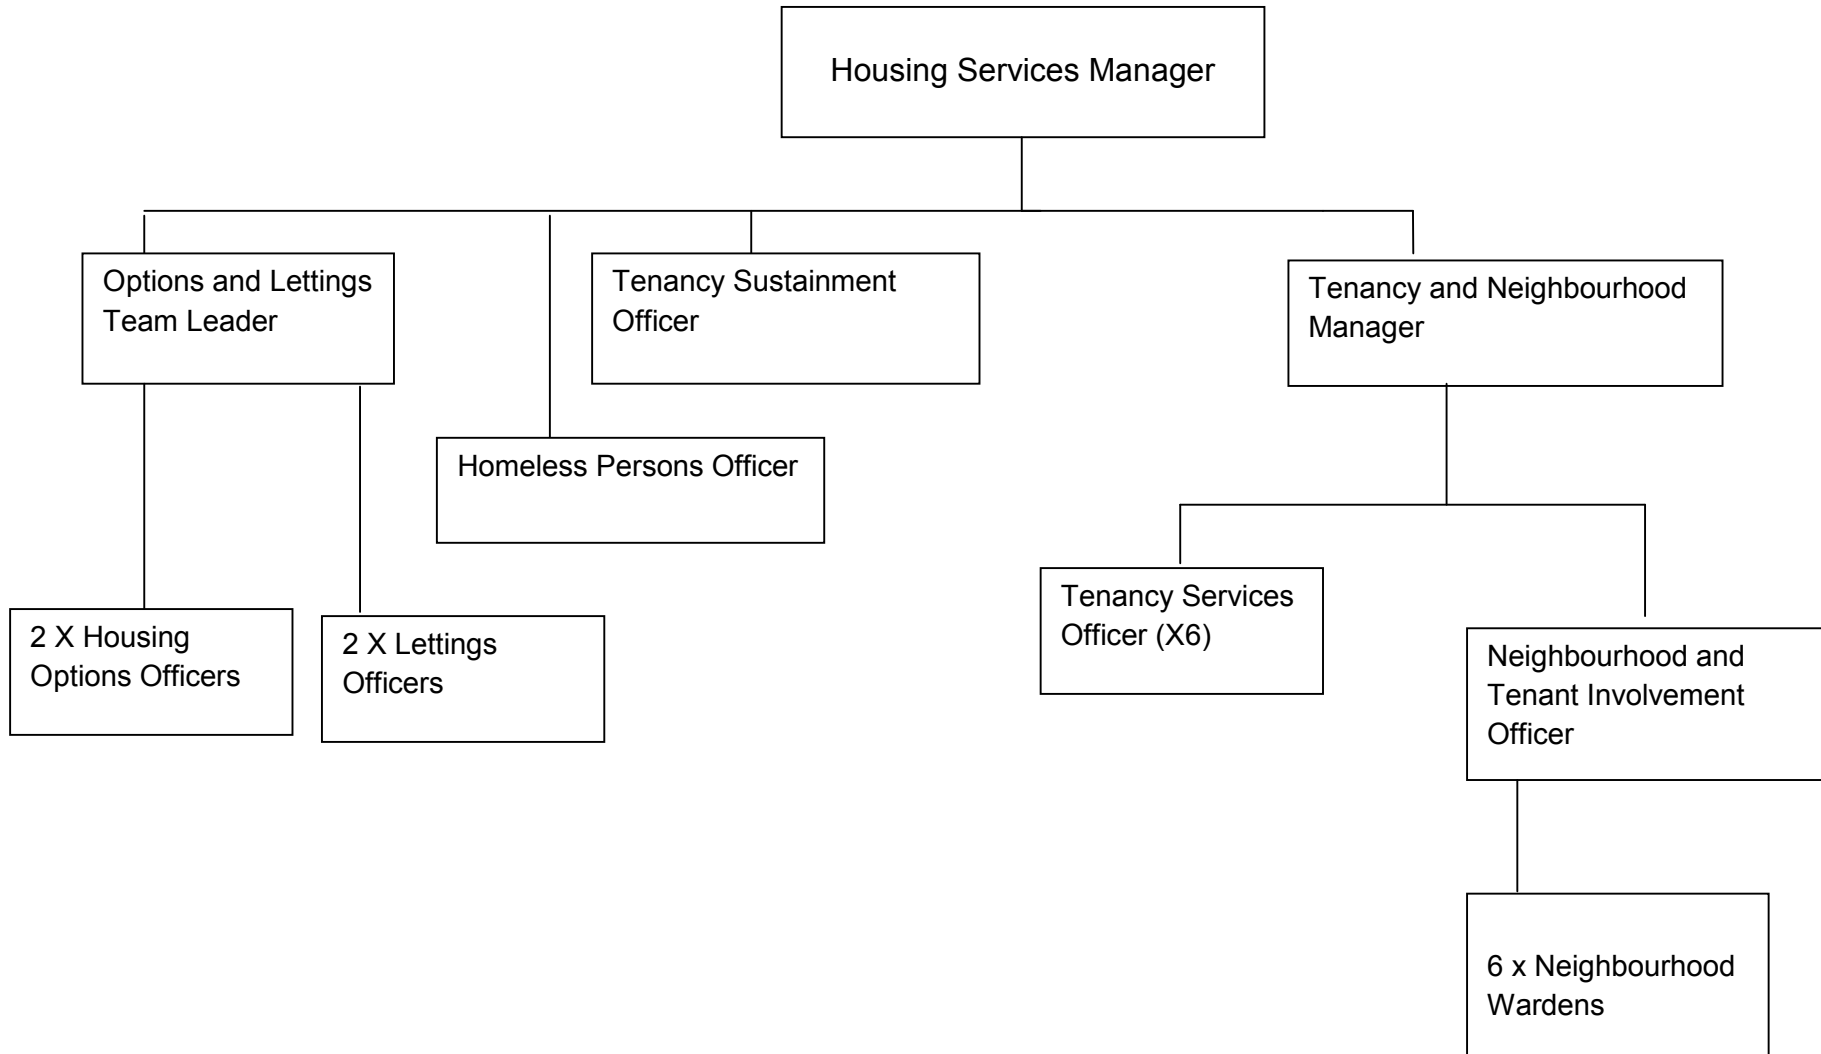 Housing Services Manager
Options and Lettings
Team Leader
Tenancy Sustainment
Officer
Tenancy and Neighbourhood
Manager
Homeless Persons Officer
2 X Housing
Options Officers
2 X Lettings
Officers
Tenancy Services
Officer (X6)
Neighbourhood and
Tenant Involvement
Officer
6 x Neighbourhood
Wardens